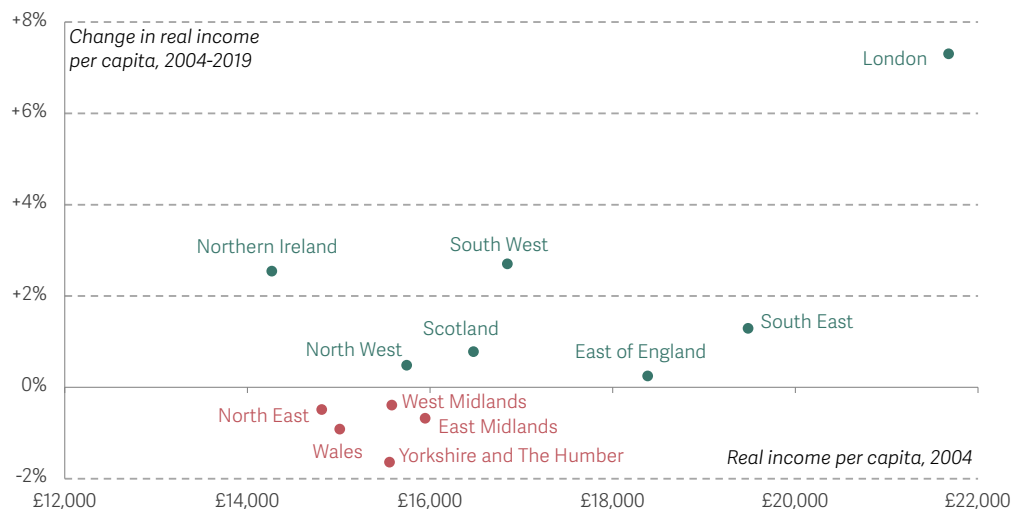 +8%
Change in real income
per capita, 2004-2019
London
+6%
+4%
Northern Ireland
South West
+2%
South East
Scotland
North West
East of England
0%
West Midlands
North East
East Midlands
Wales
Yorkshire and The Humber
Real income per capita, 2004
-2%
£12,000
£14,000
£16,000
£18,000
£20,000
£22,000